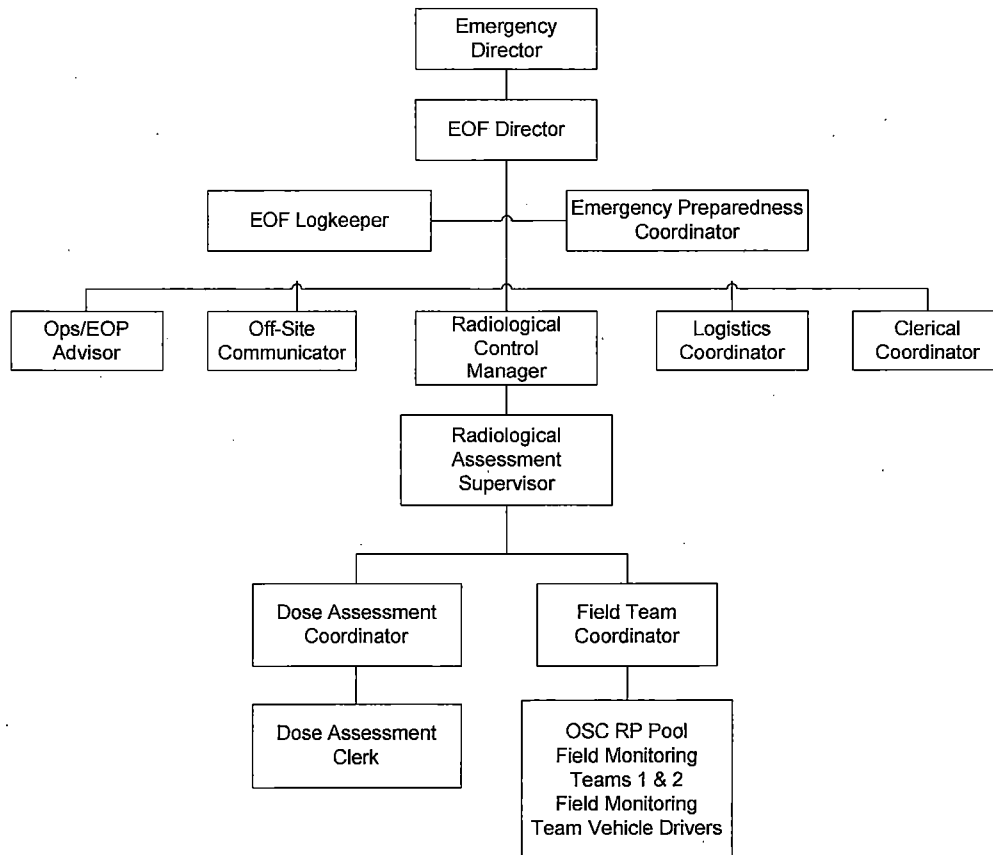 Emergency
Director
EOF Director
EOF Logkeeper
Emergency Preparedness
Coordinator
Ops/EOP
Advisor
Off-Site
Communicator
Radiological
Control
Manager
Logistics
Coordinator
Clerical
Coordinator
Radiological
Assessment
Supervisor
Dose Assessment
Coordinator
Field Team
Coordinator
Dose Assessment
Clerk
OSC RP Pool
Field Monitoring
Teams 1 & 2
Field Monitoring
Team Vehicle Drivers